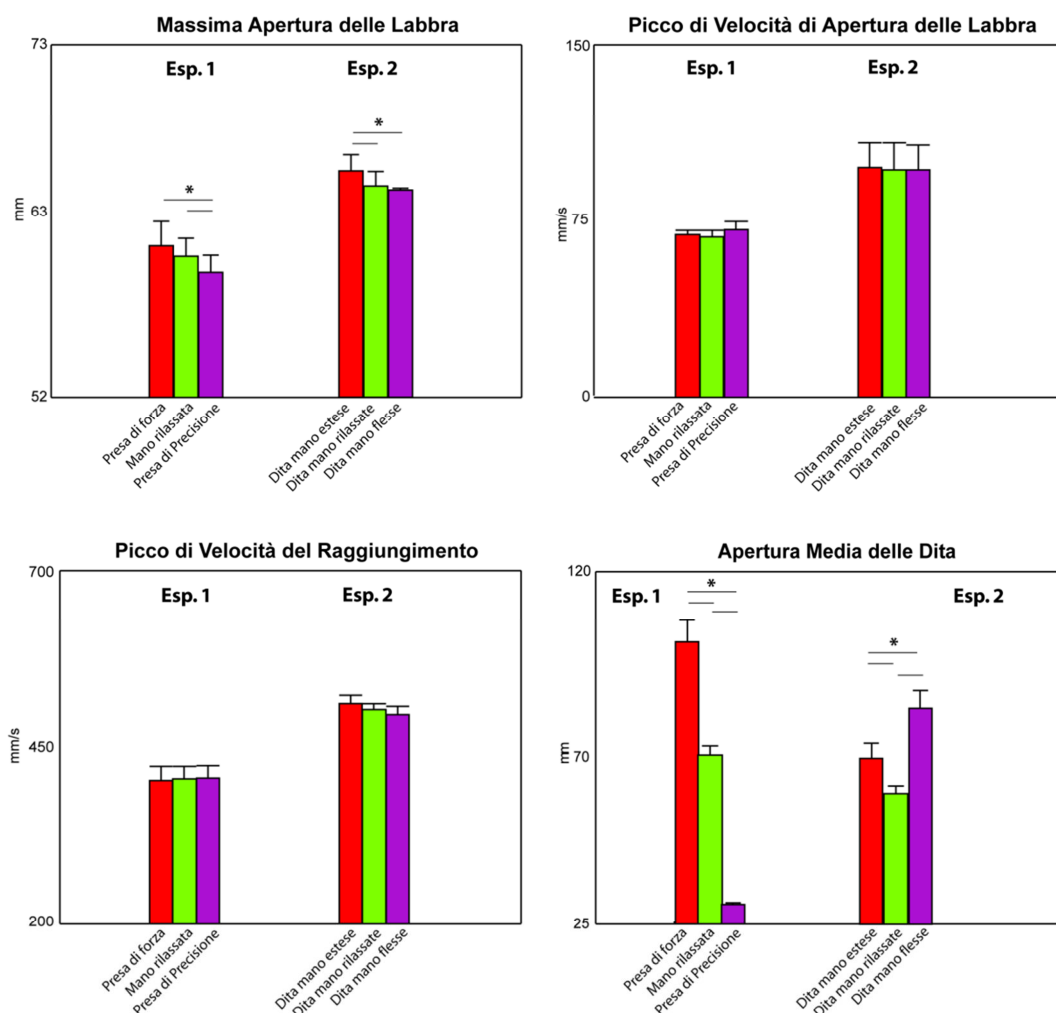 Massima Apertura delle Labbra
73
Esp. 1
Esp. 2
*
*
63
mm
52
Presa di forza
Mano rilassata
Presa di Precisione
Dita mano estese
Dita mano rilassate
Dita mano flesse
Picco di Velocità di Apertura delle Labbra
150
Esp. 1
Esp. 2
75
mm/s
0
Presa di forza
Mano rilassata
Presa di Precisione
Dita mano estese
Dita mano rilassate
Dita mano flesse
Picco di Velocità del Raggiungimento
700
Esp. 1
Esp. 2
450
mm/s
200
Presa di forza
Mano rilassata
Presa di Precisione
Dita mano estese
Dita mano rilassate
Dita mano flesse
Apertura Media delle Dita
120
Esp. 1
Esp. 2
*
*
70
mm
25
Presa di forza
Mano rilassata
Presa di Precisione
Dita mano estese
Dita mano rilassate
Dita mano flesse